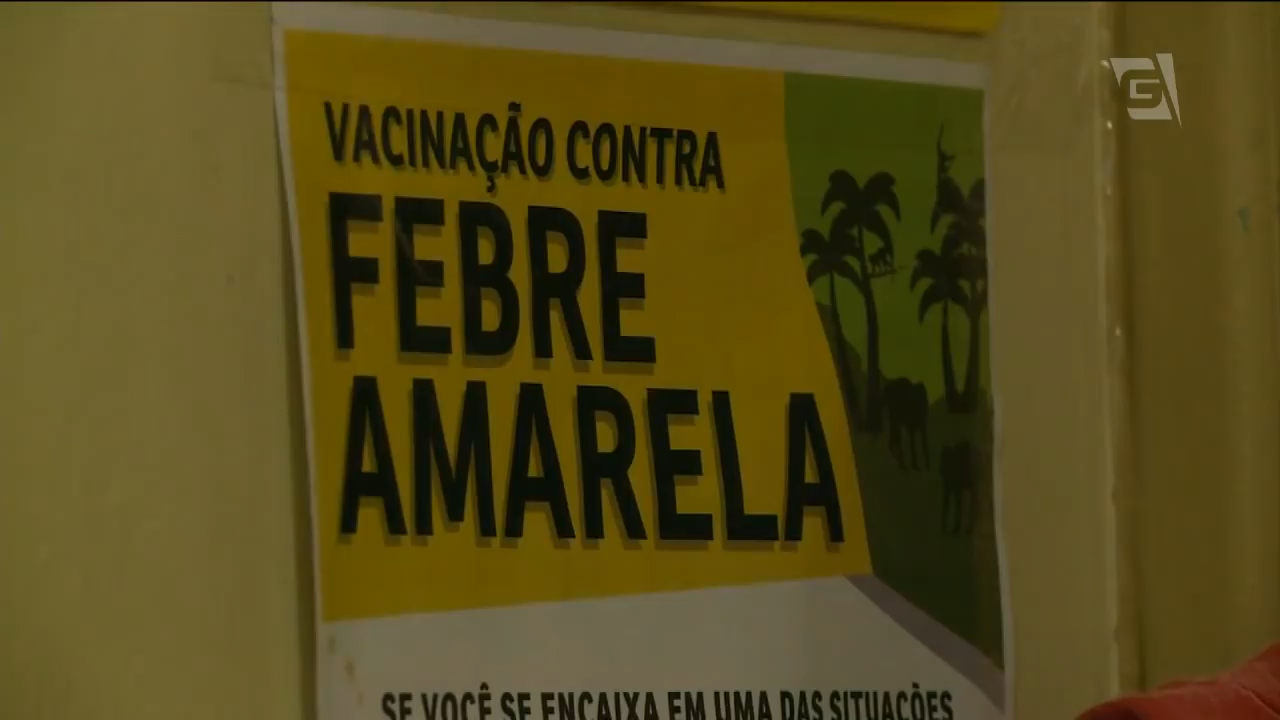 VACINAÇÃO CONTRA
FEBRE
AMARELA
SE VOCÊ SE ENCAIXA EM UMA DAS SITUAÇÕES
G